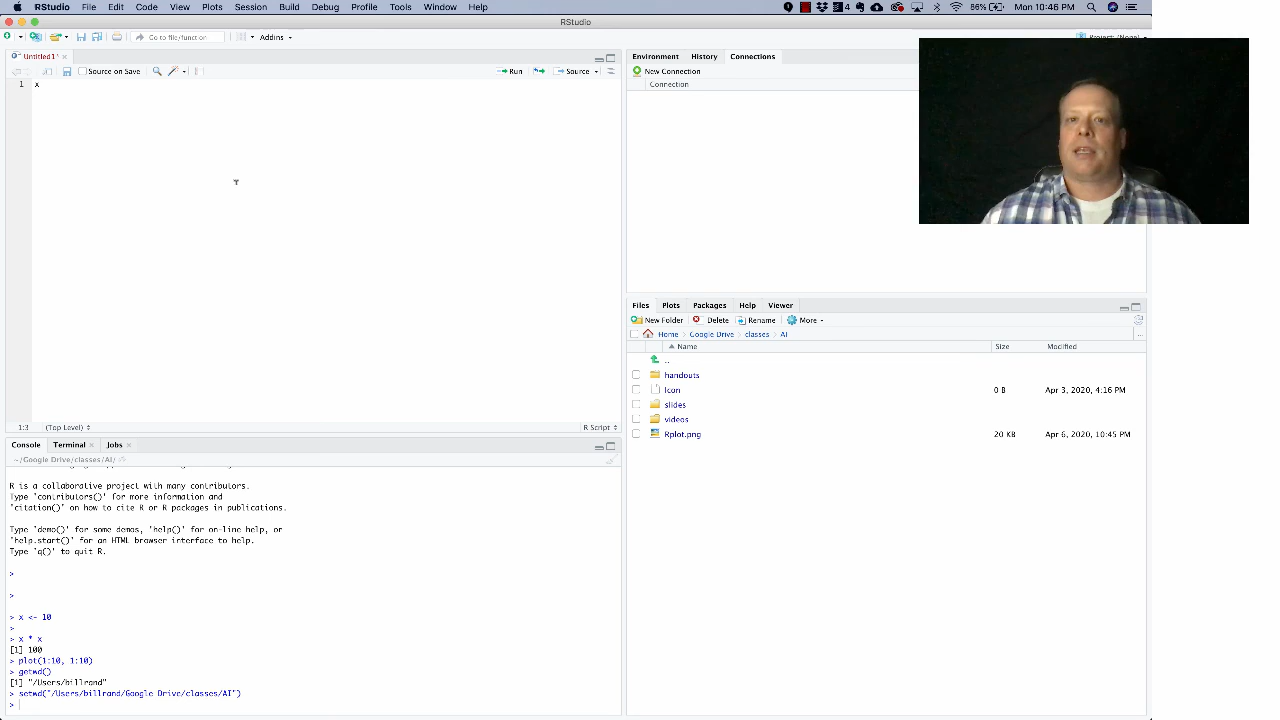 RStudio File Edit Code View Plots Session Build Debug Profile Tools Window Help 4 86% Mon 10:46 PM
RStudio
Go to file/function Addins
Untitled1*
Source on Save Run Source
1 x
1:3 (Top Level) R Script
Console Terminal Jobs
~/Google Drive/classes/AI/
R is a collaborative project with many contributors.
Type 'contributors()' for more information and
'citation()' on how to cite R or R packages in publications.
Type 'demo()' for some demos, 'help()' for on-line help, or
'help.start()' for an HTML browser interface to help.
Type 'q()' to quit R.
>
>
> x <- 10
>
> x * x
[1] 100
> plot(1:10, 1:10)
> getwd()
[1] "/Users/billrand"
> setwd("/Users/billrand/Google Drive/classes/AI")
>
Project: (None)
Environment History Connections
New Connection
Connection
Files Plots Packages Help Viewer
New Folder Delete Rename More
Home Google Drive classes AI
Name Size Modified
..
handouts
Icon 0 B Apr 3, 2020, 4:16 PM
slides
videos
Rplot.png 20 KB Apr 6, 2020, 10:45 PM